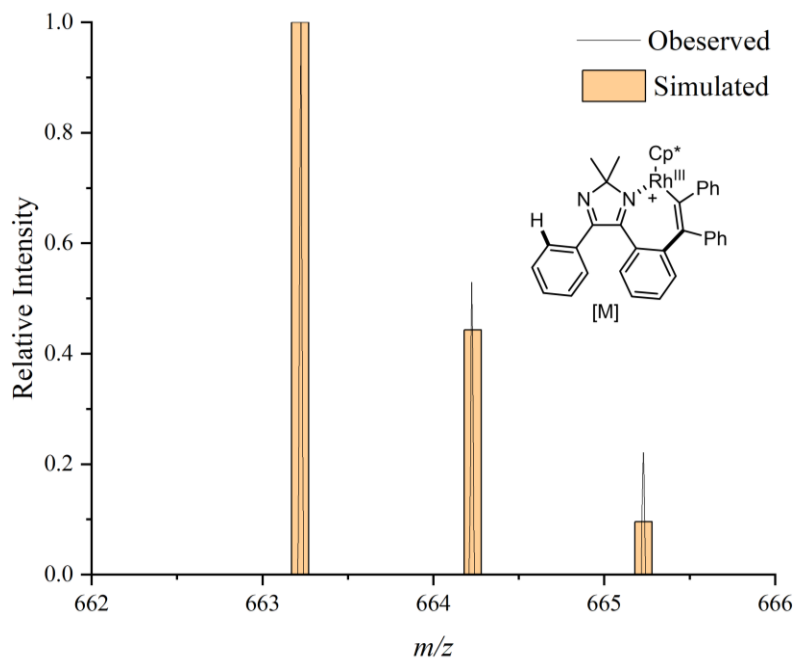 Relative Intensity
1.0
0.8
0.6
0.4
0.2
0.0
662
663
664
665
666
m/z
Obeserved
Simulated
Cp*
Rh^III
+
Ph
Ph
N
N
H
[M]